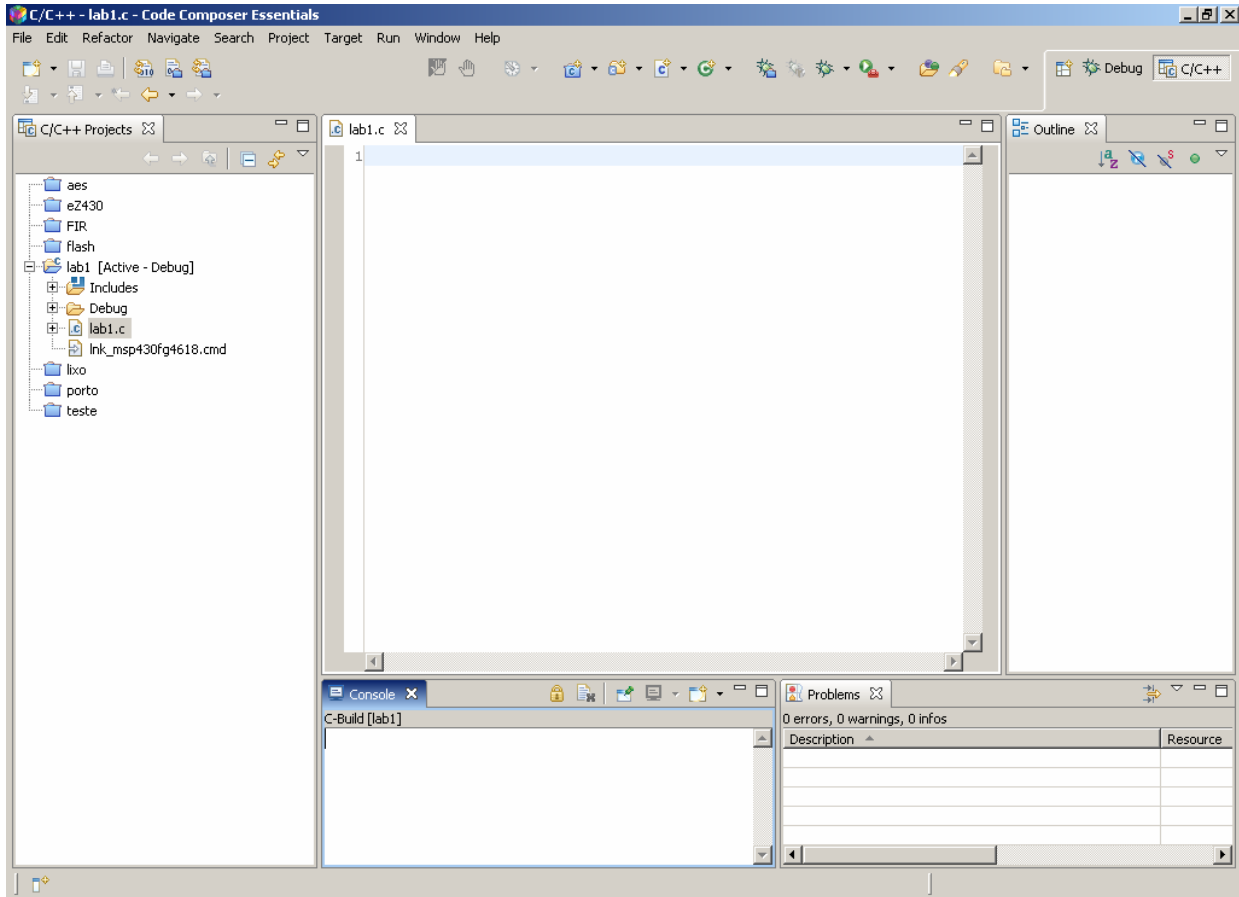 C/C++ - lab1.c - Code Composer Essentials
File Edit Refactor Navigate Search Project Target Run Window Help
Debug C/C++
C/C++ Projects
aes
eZ430
FIR
flash
lab1 [Active - Debug]
Includes
Debug
lab1.c
lnk_msp430fg4618.cmd
lixo
porto
teste
lab1.c
1
Outline
Console
C-Build [lab1]
Problems
0 errors, 0 warnings, 0 infos
Description Resource